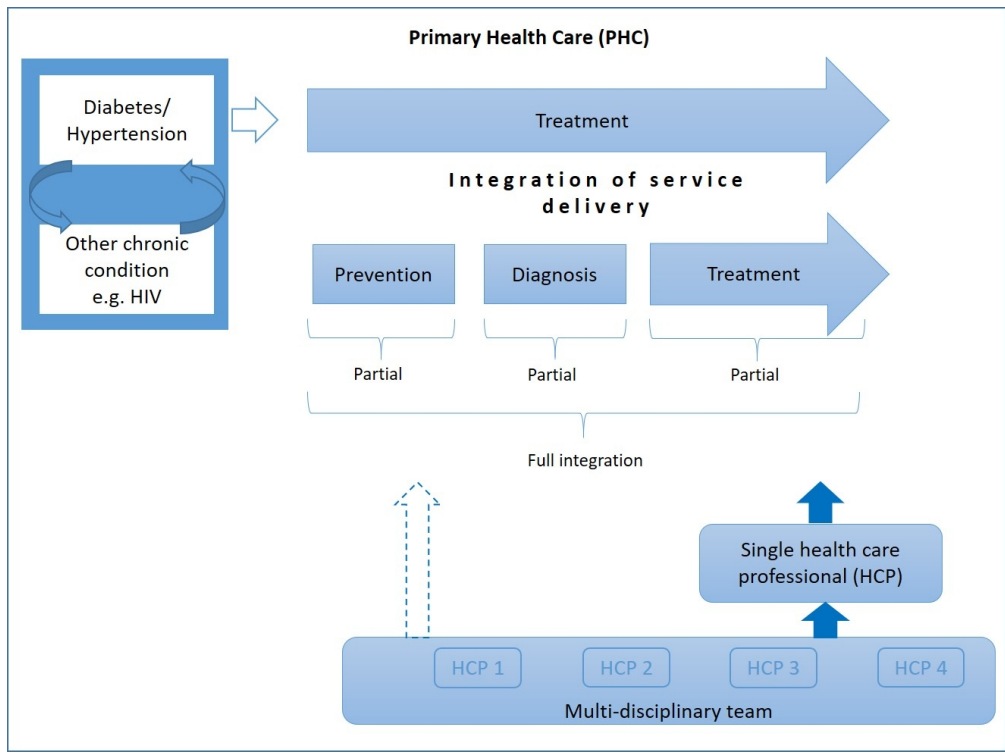 Primary Health Care (PHC)
Diabetes/
Hypertension
Other chronic
condition
e.g. HIV
Treatment
Integration of service
delivery
Prevention
Diagnosis
Treatment
Partial
Partial
Partial
Full integration
Single health care
professional (HCP)
HCP 1
HCP 2
HCP 3
HCP 4
Multi-disciplinary team